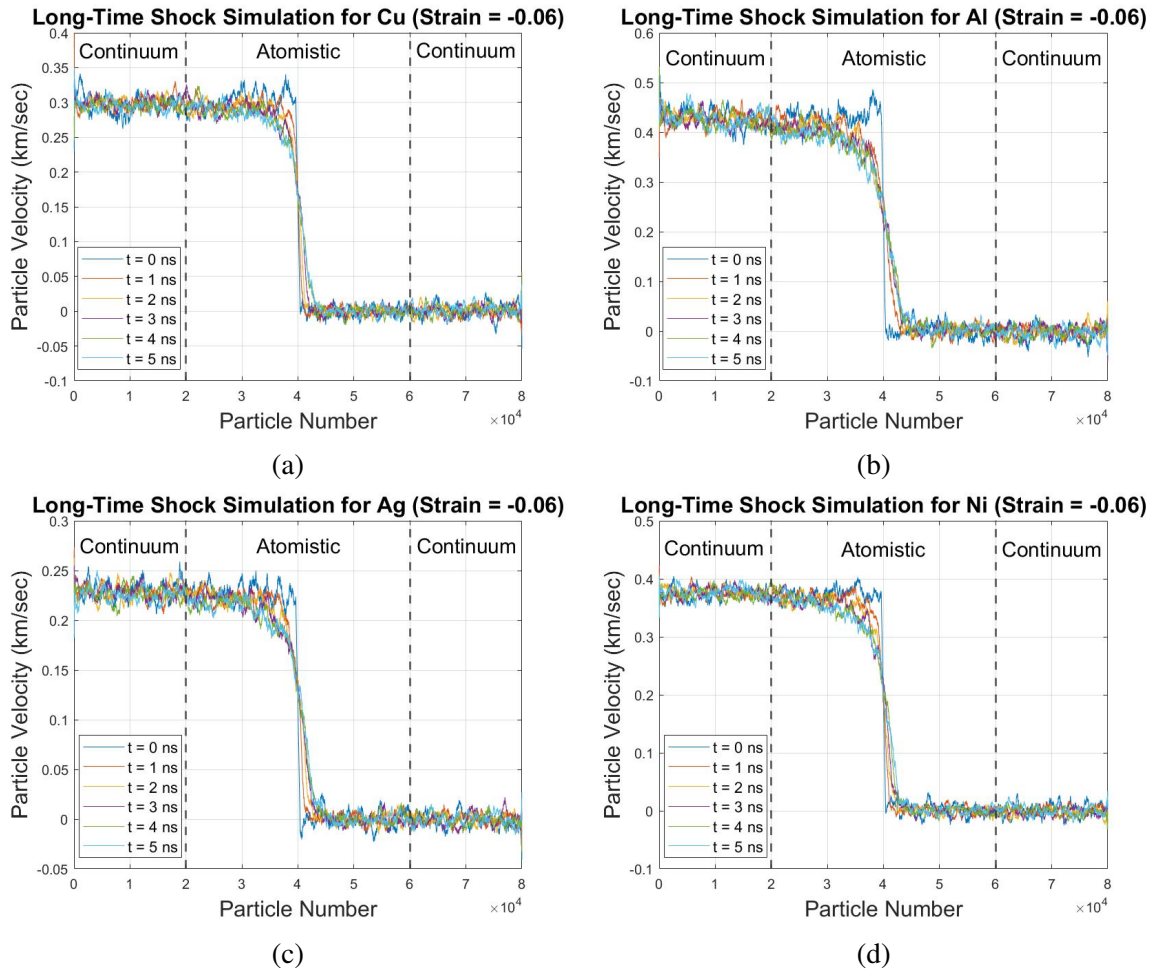 Long-Time Shock Simulation for Cu (Strain = -0.06)
Continuum Atomistic Continuum
0.4
0.35
0.3
0.25
0.2
0.15
0.1
0.05
0
-0.05
-0.1
Particle Velocity (km/sec)
t = 0 ns
t = 1 ns
t = 2 ns
t = 3 ns
t = 4 ns
t = 5 ns
0 1 2 3 4 5 6 7 8
×10⁴
Particle Number
(a)
Long-Time Shock Simulation for Al (Strain = -0.06)
Continuum Atomistic Continuum
0.6
0.5
0.4
0.3
0.2
0.1
0
-0.1
Particle Velocity (km/sec)
t = 0 ns
t = 1 ns
t = 2 ns
t = 3 ns
t = 4 ns
t = 5 ns
0 1 2 3 4 5 6 7 8
×10⁴
Particle Number
(b)
Long-Time Shock Simulation for Ag (Strain = -0.06)
Continuum Atomistic Continuum
0.3
0.25
0.2
0.15
0.1
0.05
0
-0.05
Particle Velocity (km/sec)
t = 0 ns
t = 1 ns
t = 2 ns
t = 3 ns
t = 4 ns
t = 5 ns
0 1 2 3 4 5 6 7 8
×10⁴
Particle Number
(c)
Long-Time Shock Simulation for Ni (Strain = -0.06)
Continuum Atomistic Continuum
0.5
0.4
0.3
0.2
0.1
0
-0.1
Particle Velocity (km/sec)
t = 0 ns
t = 1 ns
t = 2 ns
t = 3 ns
t = 4 ns
t = 5 ns
0 1 2 3 4 5 6 7 8
×10⁴
Particle Number
(d)